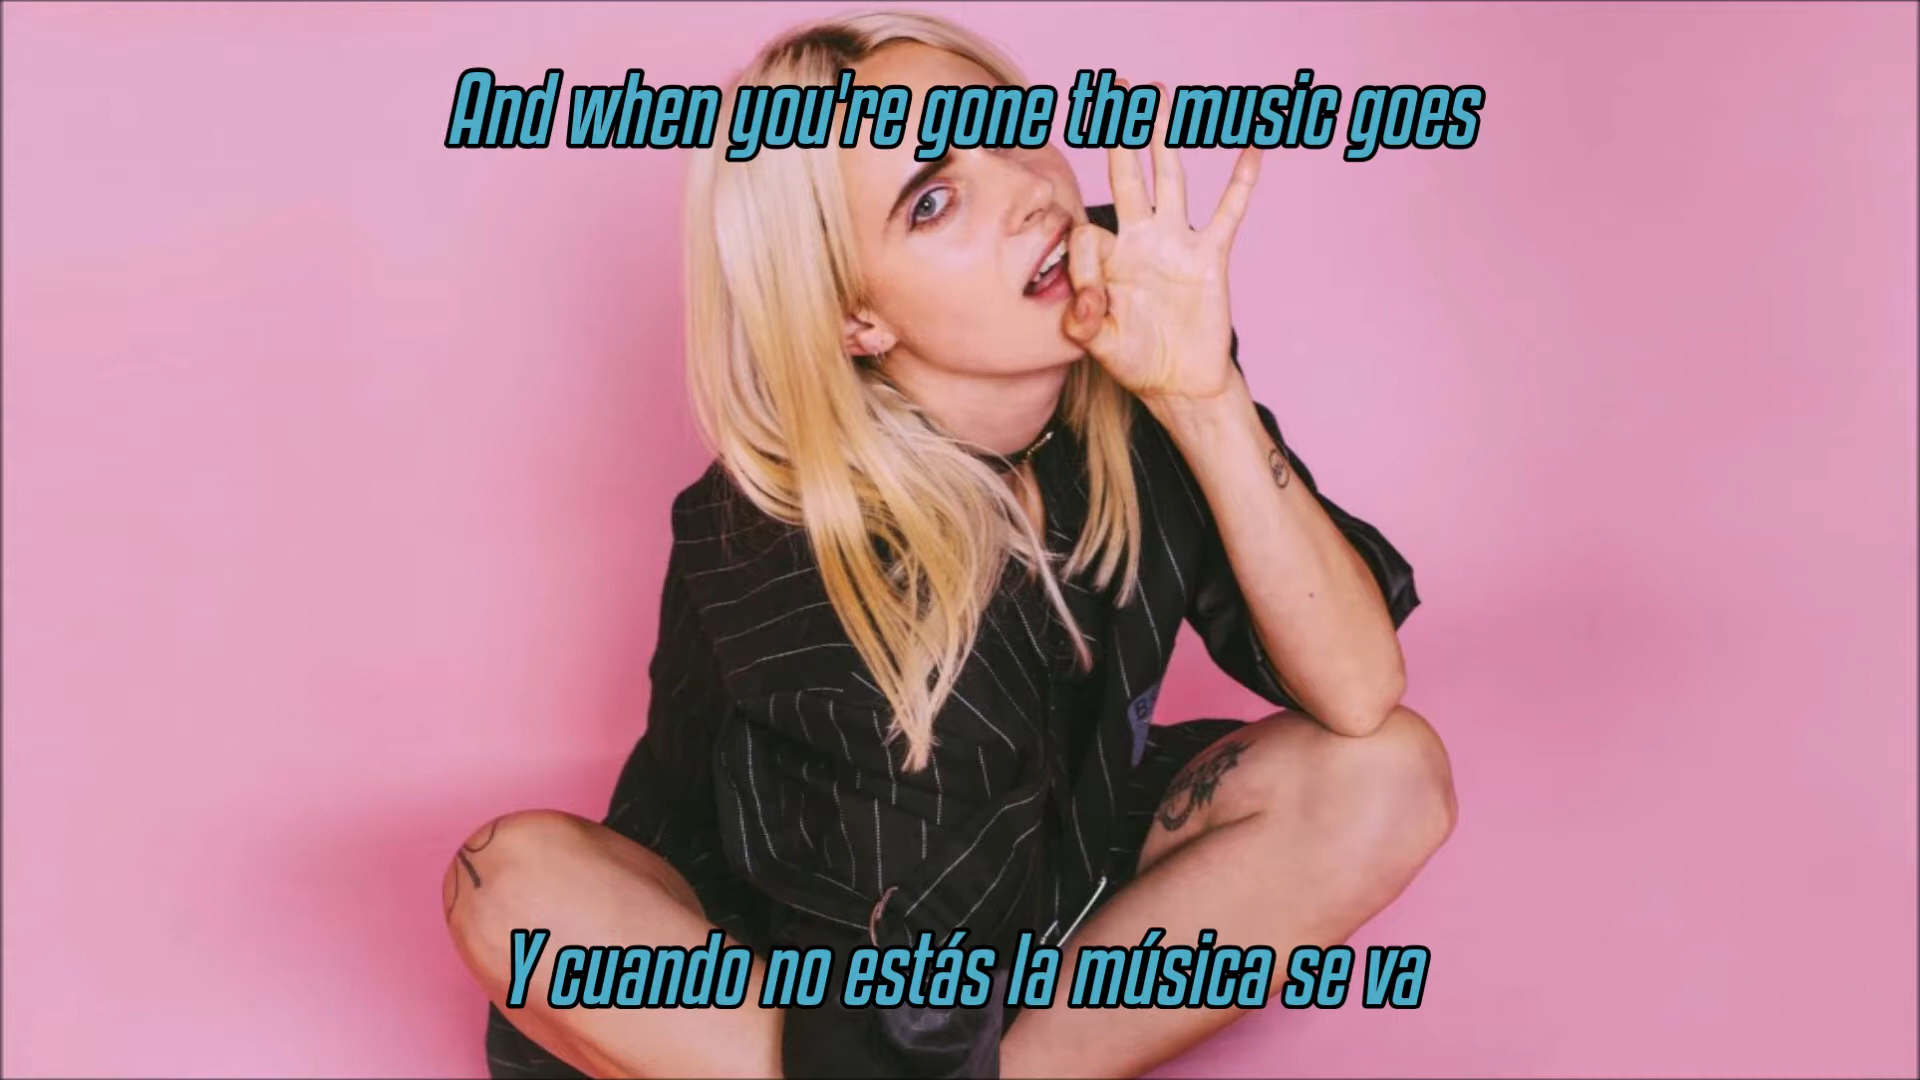 And when you're gone the music goes
Y cuando no estás la música se va